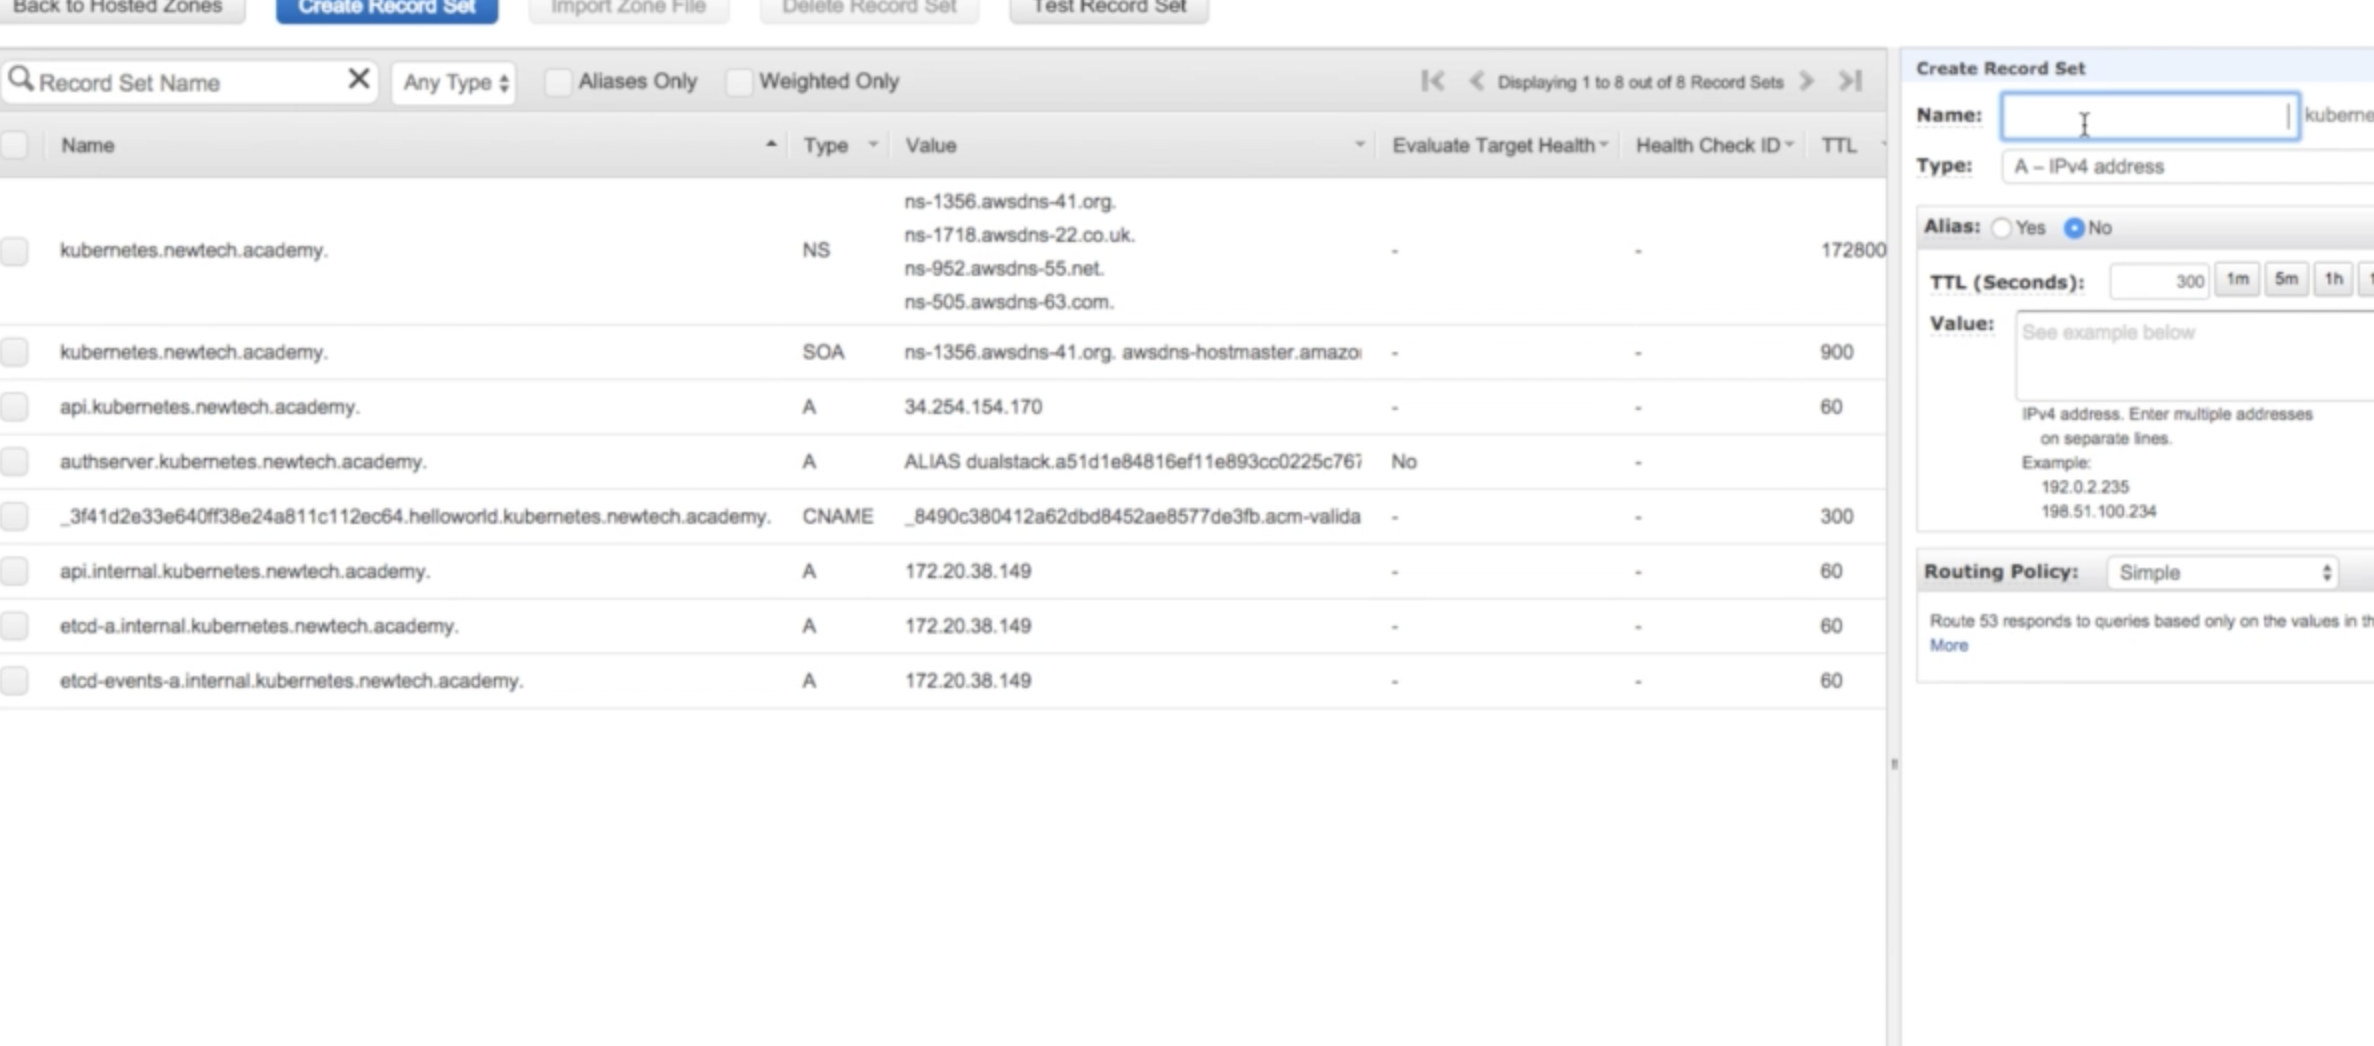 Back to Hosted Zones Create Record Set Import Zone File Delete Record Set Test Record Set
Record Set Name Any Type Aliases Only Weighted Only Displaying 1 to 8 out of 8 Record Sets
Name Type Value Evaluate Target Health Health Check ID TTL
ns-1356.awsdns-41.org.
ns-1718.awsdns-22.co.uk.
kubernetes.newtech.academy. NS - - 172800
ns-952.awsdns-55.net.
ns-505.awsdns-63.com.
kubernetes.newtech.academy. SOA ns-1356.awsdns-41.org. awsdns-hostmaster.amazo - - 900
api.kubernetes.newtech.academy. A 34.254.154.170 - - 60
authserver.kubernetes.newtech.academy. A ALIAS dualstack.a51d1e84816ef11e893cc0225c767 No -
_3f41d2e33e640ff38e24a811c112ec64.helloworld.kubernetes.newtech.academy. CNAME _8490c380412a62dbd8452ae8577de3fb.acm-valida - - 300
api.internal.kubernetes.newtech.academy. A 172.20.38.149 - - 60
etcd-a.internal.kubernetes.newtech.academy. A 172.20.38.149 - - 60
etcd-events-a.internal.kubernetes.newtech.academy. A 172.20.38.149 - - 60
Create Record Set
Name: kuberne
Type: A – IPv4 address
Alias: Yes No
TTL (Seconds): 300 1m 5m 1h 1
Value: See example below
IPv4 address. Enter multiple addresses
on separate lines.
Example:
192.0.2.235
198.51.100.234
Routing Policy: Simple
Route 53 responds to queries based only on the values in th
More